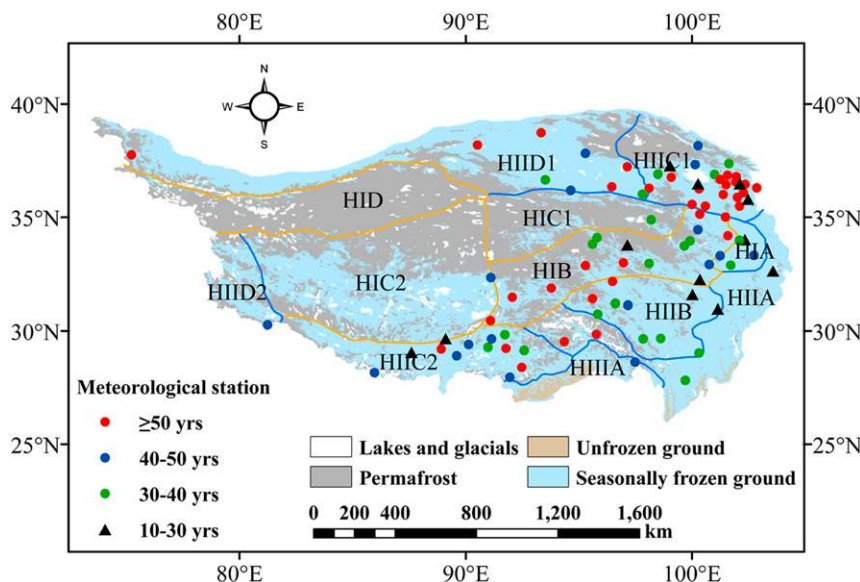 80°E 90°E 100°E
N
W E
S
40°N 40°N
HIID1 HIIC1
HID
35°N HIC1 35°N
HIA
HIC2 HIB
HIID2 HIIA
HIIB
30°N 30°N
HIIC2 HIIIA
Meteorological station
≥50 yrs
40-50 yrs
30-40 yrs
10-30 yrs
25°N 25°N
Lakes and glacials Unfrozen ground
Permafrost Seasonally frozen ground
0 200 400 800 1,200 1,600
km
80°E 90°E 100°E